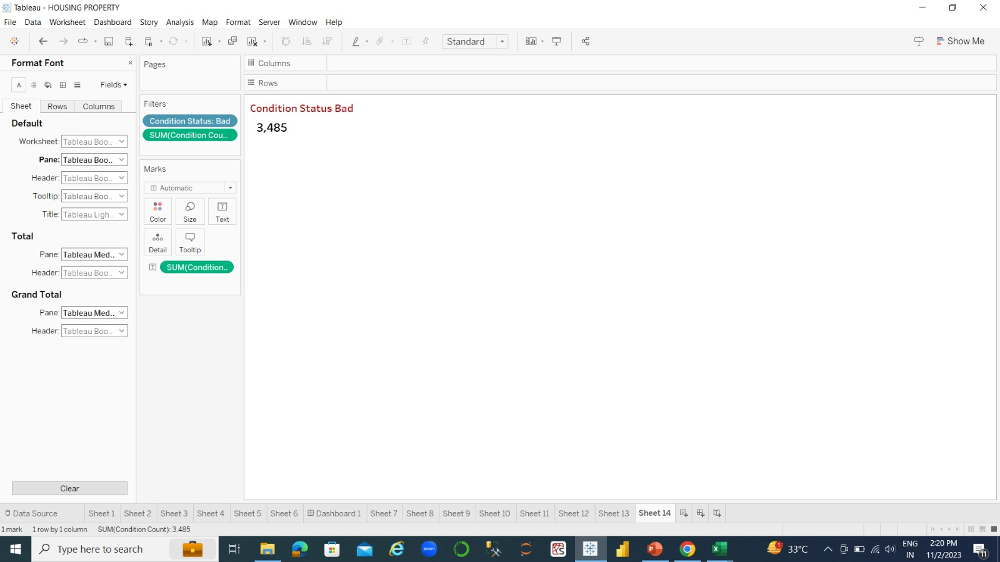 Tableau - HOUSING PROPERTY
File Data Worksheet Dashboard Story Analysis Map Format Server Window Help
Standard
Show Me
Format Font
Fields
Sheet Rows Columns
Default
Worksheet: Tableau Boo..
Pane: Tableau Boo..
Header: Tableau Boo..
Tooltip: Tableau Boo..
Title: Tableau Ligh..
Total
Pane: Tableau Med..
Header: Tableau Boo..
Grand Total
Pane: Tableau Med..
Header: Tableau Boo..
Clear
Pages
Filters
Condition Status: Bad
SUM(Condition Cou..
Marks
Automatic
Color Size Text
Detail Tooltip
SUM(Condition..
Columns
Rows
Condition Status Bad
3,485
Data Source Sheet 1 Sheet 2 Sheet 3 Sheet 4 Sheet 5 Sheet 6 Dashboard 1 Sheet 7 Sheet 8 Sheet 9 Sheet 10 Sheet 11 Sheet 12 Sheet 13 Sheet 14
1 mark 1 row by 1 column SUM(Condition Count): 3,485
Type here to search
zoom
33°C
ENG
IN
2:20 PM
11/2/2023
11